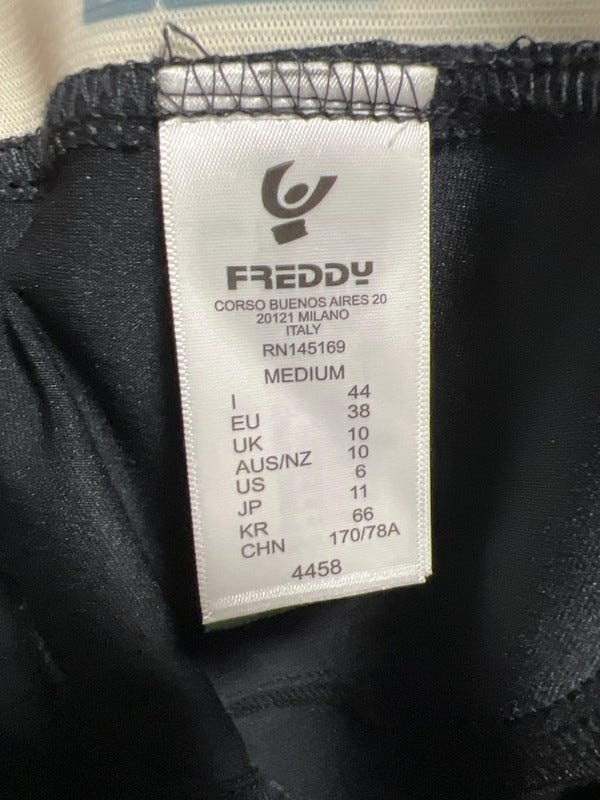 FREDDY
CORSO BUENOS AIRES 20
20121 MILANO
ITALY
RN145169
MEDIUM
I 44
EU 38
UK 10
AUS/NZ 10
US 6
JP 11
KR 66
CHN 170/78A
4458